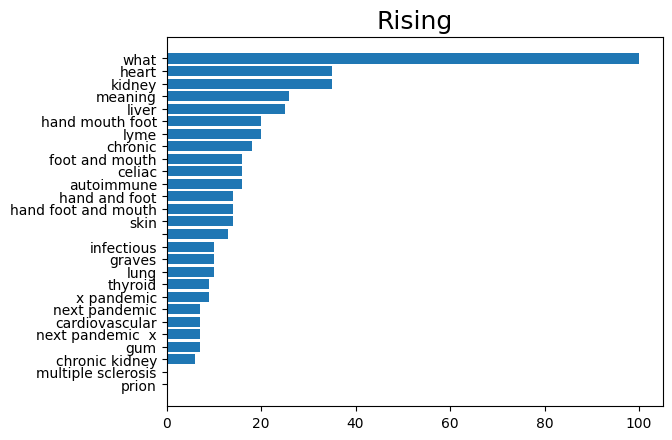 Rising
what
heart
kidney
meaning
liver
hand mouth foot
lyme
chronic
foot and mouth
celiac
autoimmune
hand and foot
hand foot and mouth
skin
infectious
graves
lung
thyroid
x pandemic
next pandemic
cardiovascular
next pandemic  x
gum
chronic kidney
multiple sclerosis
prion
0 20 40 60 80 100